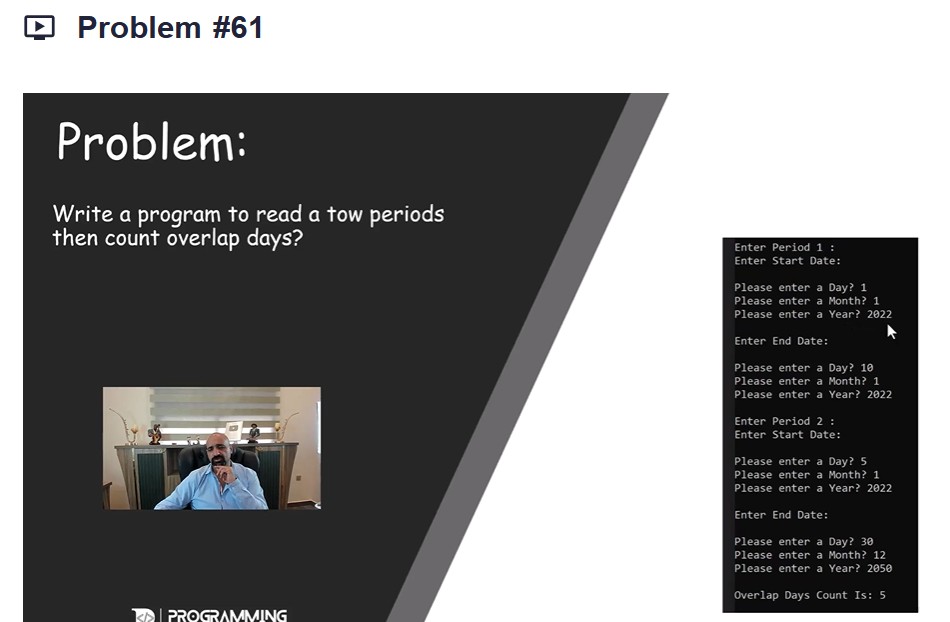 Problem #61
Problem:
Write a program to read a tow periods
then count overlap days?
PROGRAMMING
Enter Period 1 :
Enter Start Date:
Please enter a Day? 1
Please enter a Month? 1
Please enter a Year? 2022
Enter End Date:
Please enter a Day? 10
Please enter a Month? 1
Please enter a Year? 2022
Enter Period 2 :
Enter Start Date:
Please enter a Day? 5
Please enter a Month? 1
Please enter a Year? 2022
Enter End Date:
Please enter a Day? 30
Please enter a Month? 12
Please enter a Year? 2050
Overlap Days Count Is: 5